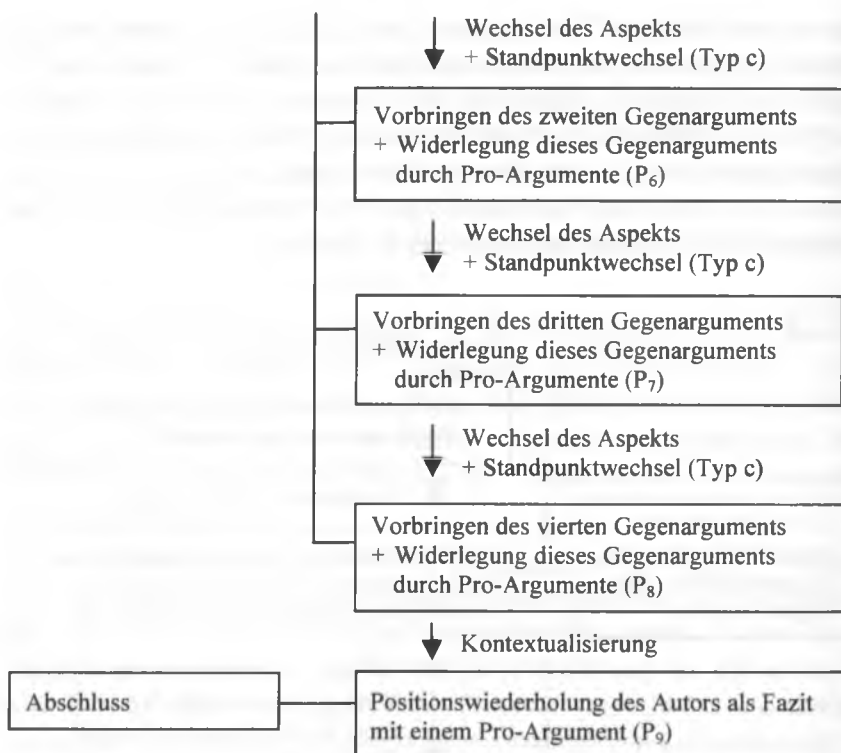 Wechsel des Aspekts
+ Standpunktwechsel (Typ c)
Vorbringen des zweiten Gegenarguments
+ Widerlegung dieses Gegenarguments
durch Pro-Argumente (P₆)
Wechsel des Aspekts
+ Standpunktwechsel (Typ c)
Vorbringen des dritten Gegenarguments
+ Widerlegung dieses Gegenarguments
durch Pro-Argumente (P₇)
Wechsel des Aspekts
+ Standpunktwechsel (Typ c)
Vorbringen des vierten Gegenarguments
+ Widerlegung dieses Gegenarguments
durch Pro-Argumente (P₈)
Kontextualisierung
Abschluss
Positionswiederholung des Autors als Fazit
mit einem Pro-Argument (P₉)